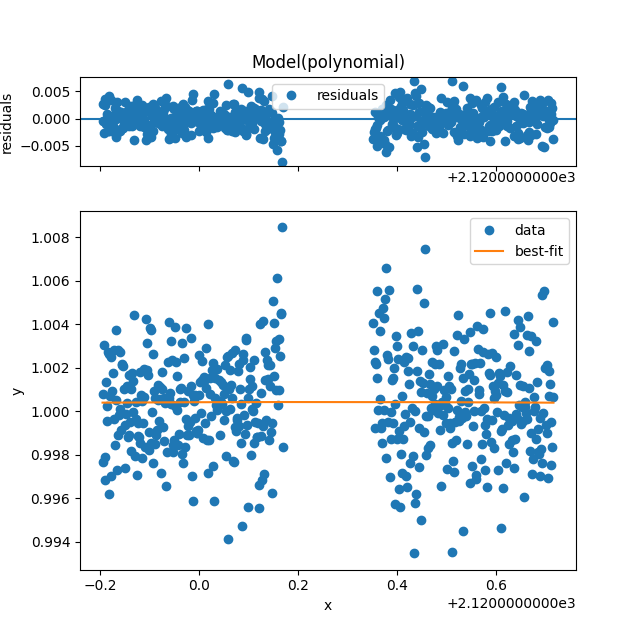 Model(polynomial)
residuals
0.005
0.000
−0.005
residuals
+2.1200000000e3
y
1.008
1.006
1.004
1.002
1.000
0.998
0.996
0.994
data
best-fit
−0.2 0.0 0.2 0.4 0.6
x
+2.1200000000e3